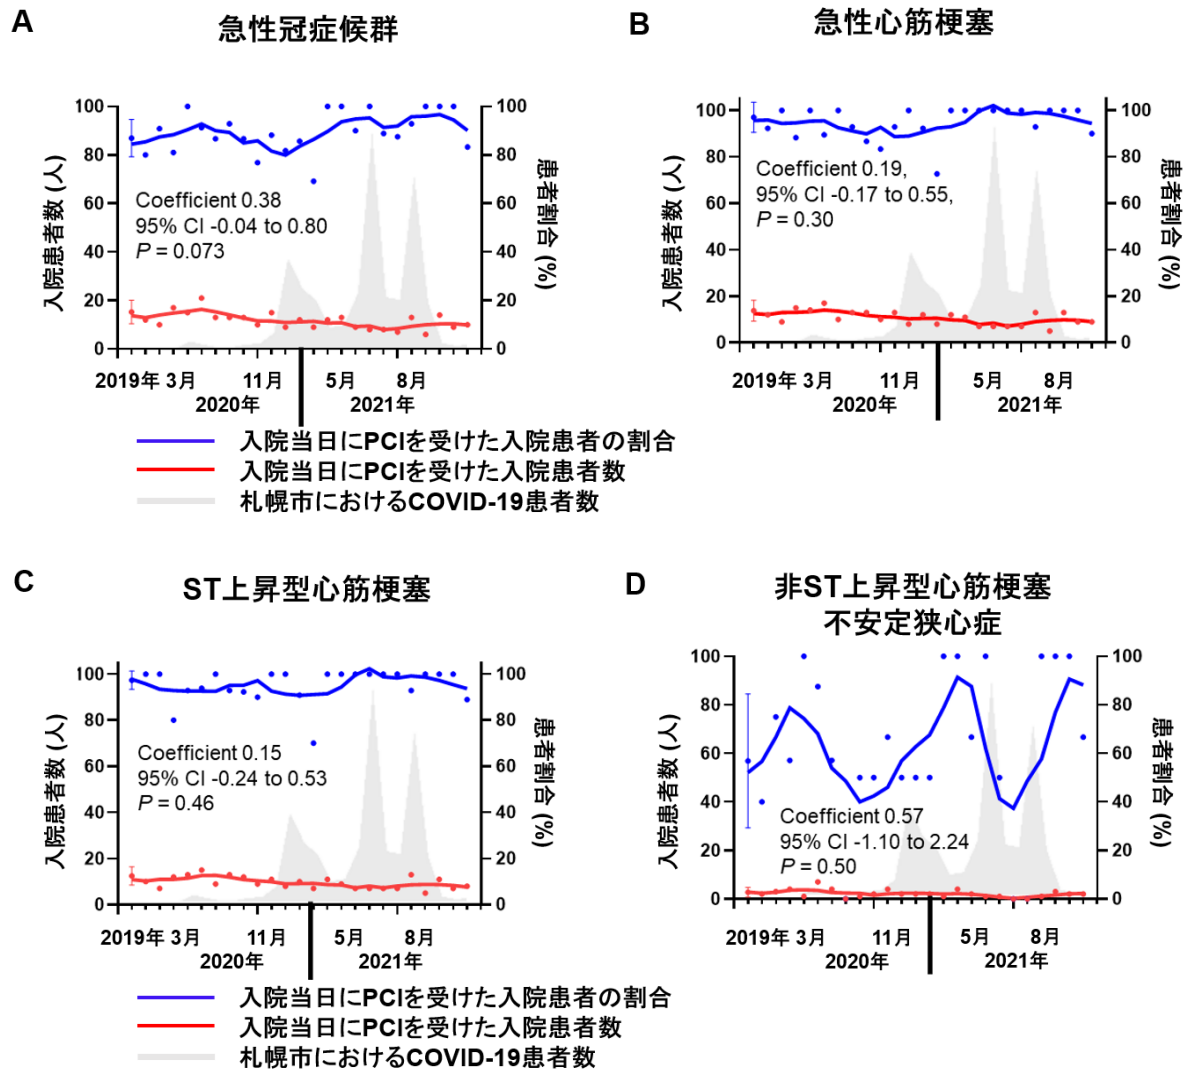 A
急性冠症候群
入院患者数 (人)
100
80
60
40
20
0
100
80
60
40
20
0
患者割合 (%)
Coefficient 0.38
95% CI -0.04 to 0.80
P = 0.073
2019年 3月 11月 5月 8月
2020年 2021年
B
急性心筋梗塞
入院患者数 (人)
100
80
60
40
20
0
100
80
60
40
20
0
患者割合 (%)
Coefficient 0.19,
95% CI -0.17 to 0.55,
P = 0.30
2019年 3月 11月 5月 8月
2020年 2021年
入院当日にPCIを受けた入院患者の割合
入院当日にPCIを受けた入院患者数
札幌市におけるCOVID-19患者数
C
ST上昇型心筋梗塞
入院患者数 (人)
100
80
60
40
20
0
100
80
60
40
20
0
患者割合 (%)
Coefficient 0.15
95% CI -0.24 to 0.53
P = 0.46
2019年 3月 11月 5月 8月
2020年 2021年
D
非ST上昇型心筋梗塞
不安定狭心症
入院患者数 (人)
100
80
60
40
20
0
100
80
60
40
20
0
患者割合 (%)
Coefficient 0.57
95% CI -1.10 to 2.24
P = 0.50
2019年 3月 11月 5月 8月
2020年 2021年
入院当日にPCIを受けた入院患者の割合
入院当日にPCIを受けた入院患者数
札幌市におけるCOVID-19患者数